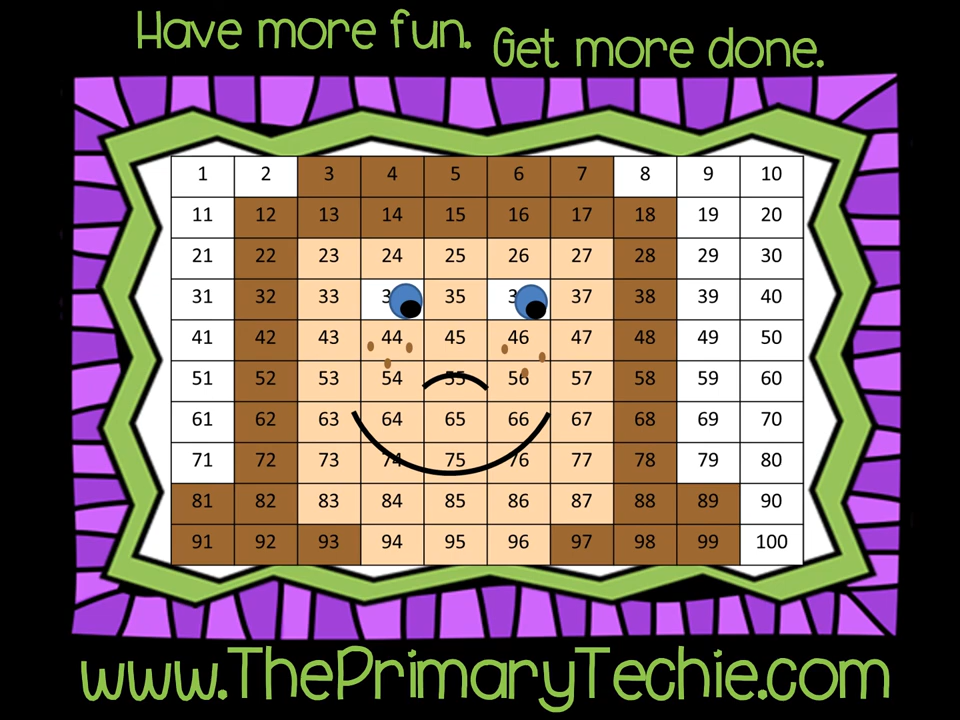 Have more fun. Get more done.
1 2 3 4 5 6 7 8 9 10
11 12 13 14 15 16 17 18 19 20
21 22 23 24 25 26 27 28 29 30
31 32 33 3 35 3 37 38 39 40
41 42 43 44 45 46 47 48 49 50
51 52 53 54 55 56 57 58 59 60
61 62 63 64 65 66 67 68 69 70
71 72 73 74 75 76 77 78 79 80
81 82 83 84 85 86 87 88 89 90
91 92 93 94 95 96 97 98 99 100
www.ThePrimaryTechie.com